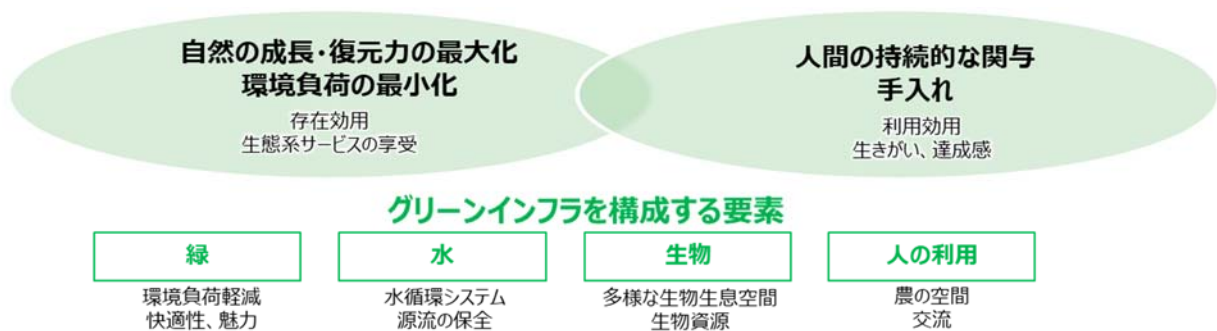 自然の成長・復元力の最大化
環境負荷の最小化
存在効用
生態系サービスの享受
人間の持続的な関与
手入れ
利用効用
生きがい、達成感
グリーンインフラを構成する要素
緑
環境負荷軽減
快適性、魅力
水
水循環システム
源流の保全
生物
多様な生物生息空間
生物資源
人の利用
農の空間
交流